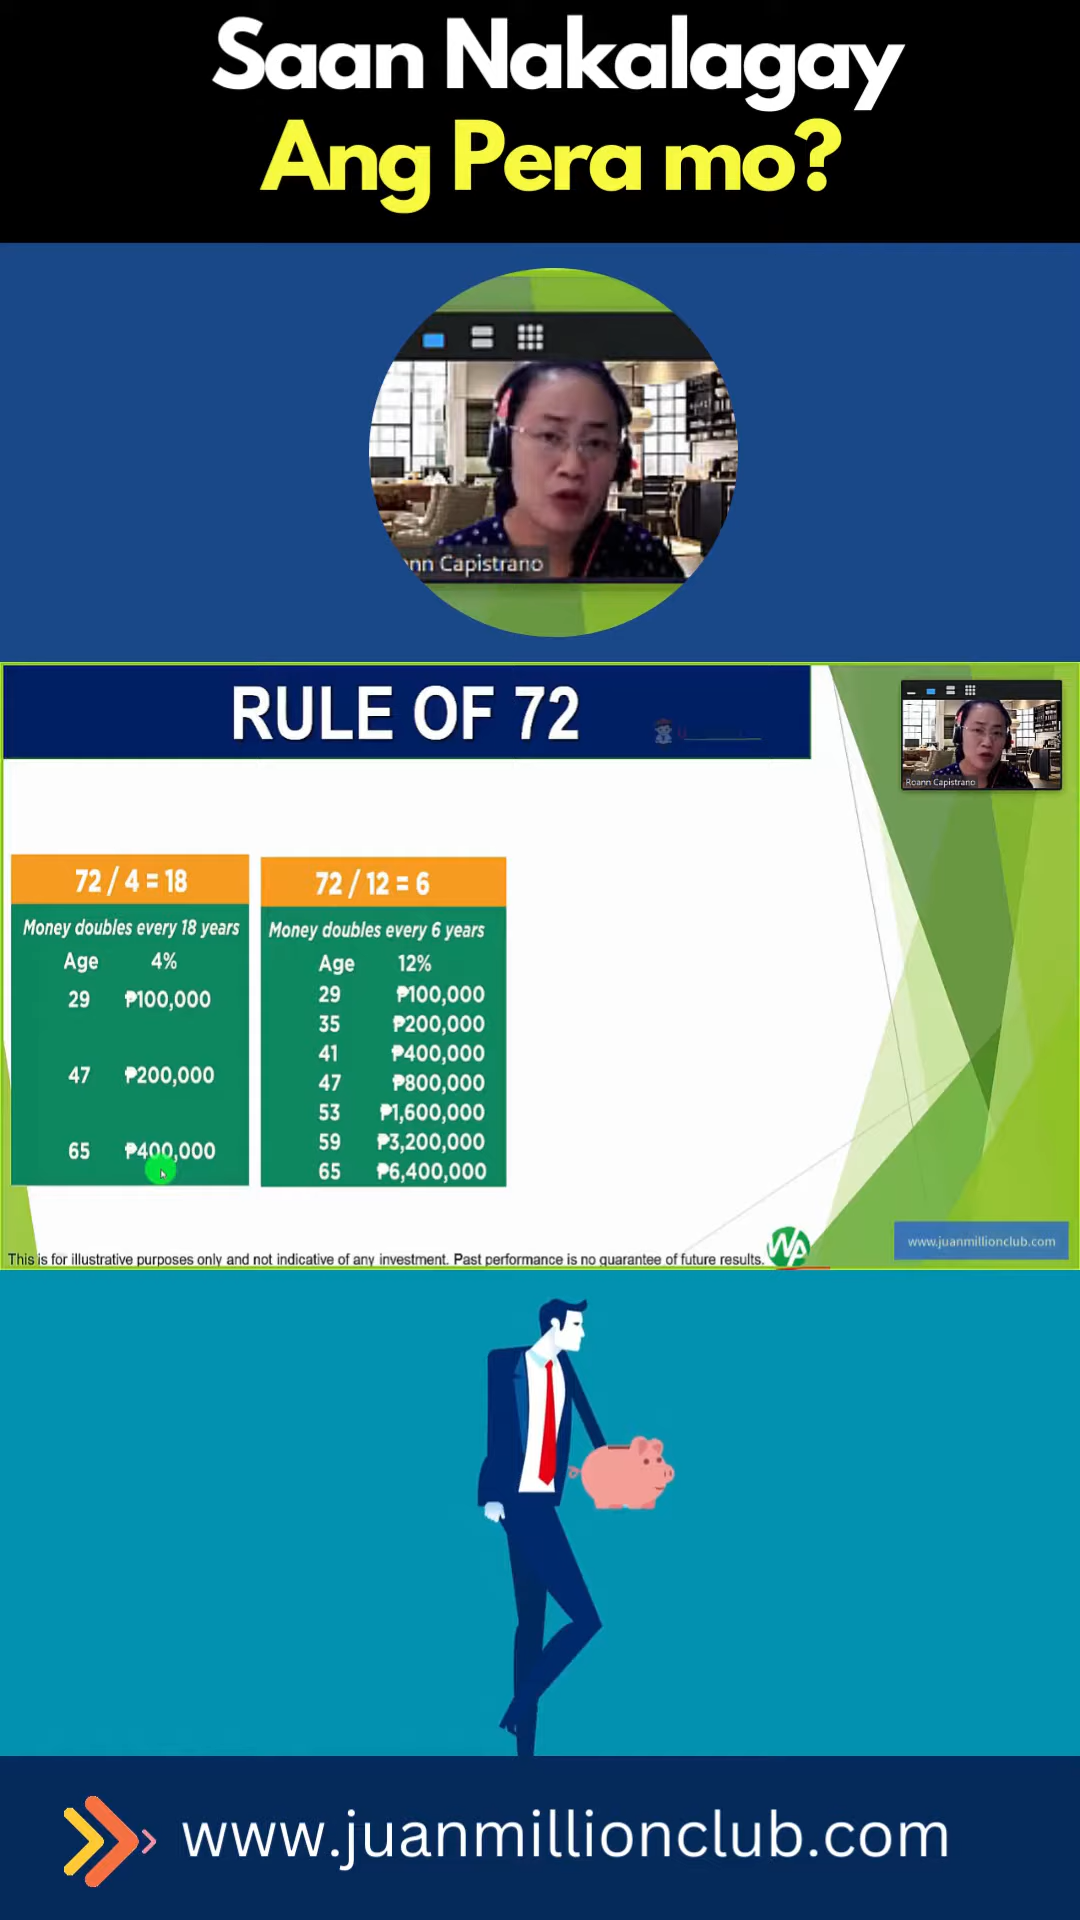 Saan Nakalagay
Ang Pera mo?
nn Capistrano
RULE OF 72
Roann Capistrano
72 / 4 = 18
Money doubles every 18 years
Age 4%
29 ₱100,000
47 ₱200,000
65 ₱400,000
72 / 12 = 6
Money doubles every 6 years
Age 12%
29 ₱100,000
35 ₱200,000
41 ₱400,000
47 ₱800,000
53 ₱1,600,000
59 ₱3,200,000
65 ₱6,400,000
This is for illustrative purposes only and not indicative of any investment. Past performance is no guarantee of future results.
www.juanmillionclub.com
www.juanmillionclub.com